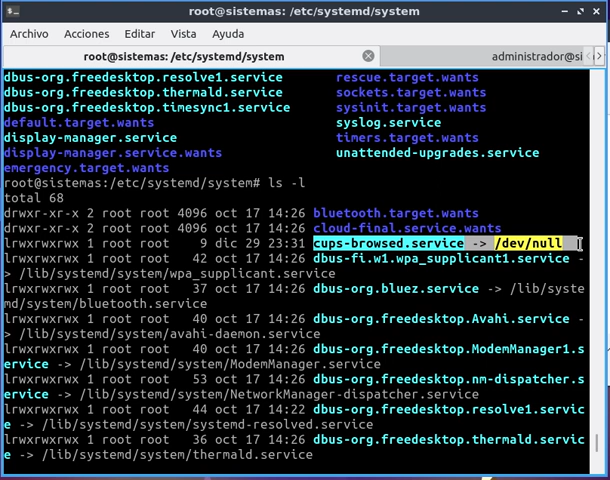 root@sistemas: /etc/systemd/system
Archivo Acciones Editar Vista Ayuda
root@sistemas: /etc/systemd/system administrador@si
dbus-org.freedesktop.resolve1.service rescue.target.wants
dbus-org.freedesktop.thermald.service sockets.target.wants
dbus-org.freedesktop.timesync1.service sysinit.target.wants
default.target.wants syslog.service
display-manager.service timers.target.wants
display-manager.service.wants unattended-upgrades.service
emergency.target.wants
root@sistemas:/etc/systemd/system# ls -l
total 68
drwxr-xr-x 2 root root 4096 oct 17 14:26 bluetooth.target.wants
drwxr-xr-x 2 root root 4096 oct 17 14:26 cloud-final.service.wants
lrwxrwxrwx 1 root root 9 dic 29 23:31 cups-browsed.service -> /dev/null
lrwxrwxrwx 1 root root 42 oct 17 14:26 dbus-fi.w1.wpa_supplicant1.service -
> /lib/systemd/system/wpa_supplicant.service
lrwxrwxrwx 1 root root 37 oct 17 14:26 dbus-org.bluez.service -> /lib/syste
md/system/bluetooth.service
lrwxrwxrwx 1 root root 40 oct 17 14:26 dbus-org.freedesktop.Avahi.service -
> /lib/systemd/system/avahi-daemon.service
lrwxrwxrwx 1 root root 40 oct 17 14:26 dbus-org.freedesktop.ModemManager1.s
ervice -> /lib/systemd/system/ModemManager.service
lrwxrwxrwx 1 root root 53 oct 17 14:26 dbus-org.freedesktop.nm-dispatcher.s
ervice -> /lib/systemd/system/NetworkManager-dispatcher.service
lrwxrwxrwx 1 root root 44 oct 17 14:22 dbus-org.freedesktop.resolve1.servic
e -> /lib/systemd/system/systemd-resolved.service
lrwxrwxrwx 1 root root 36 oct 17 14:26 dbus-org.freedesktop.thermald.servic
e -> /lib/systemd/system/thermald.service